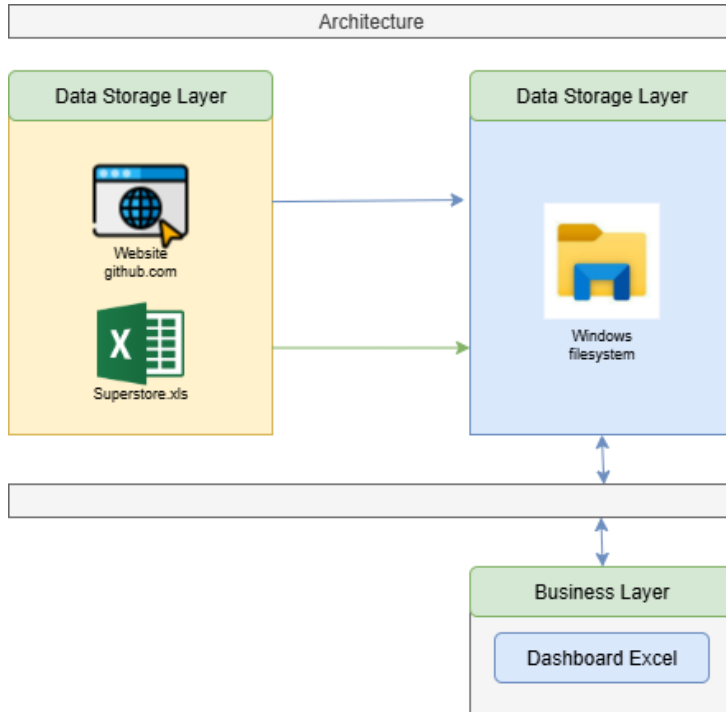 Architecture
Data Storage Layer
Data Storage Layer
Website
github.com
X
Superstore.xls
Windows
filesystem
Business Layer
Dashboard Excel